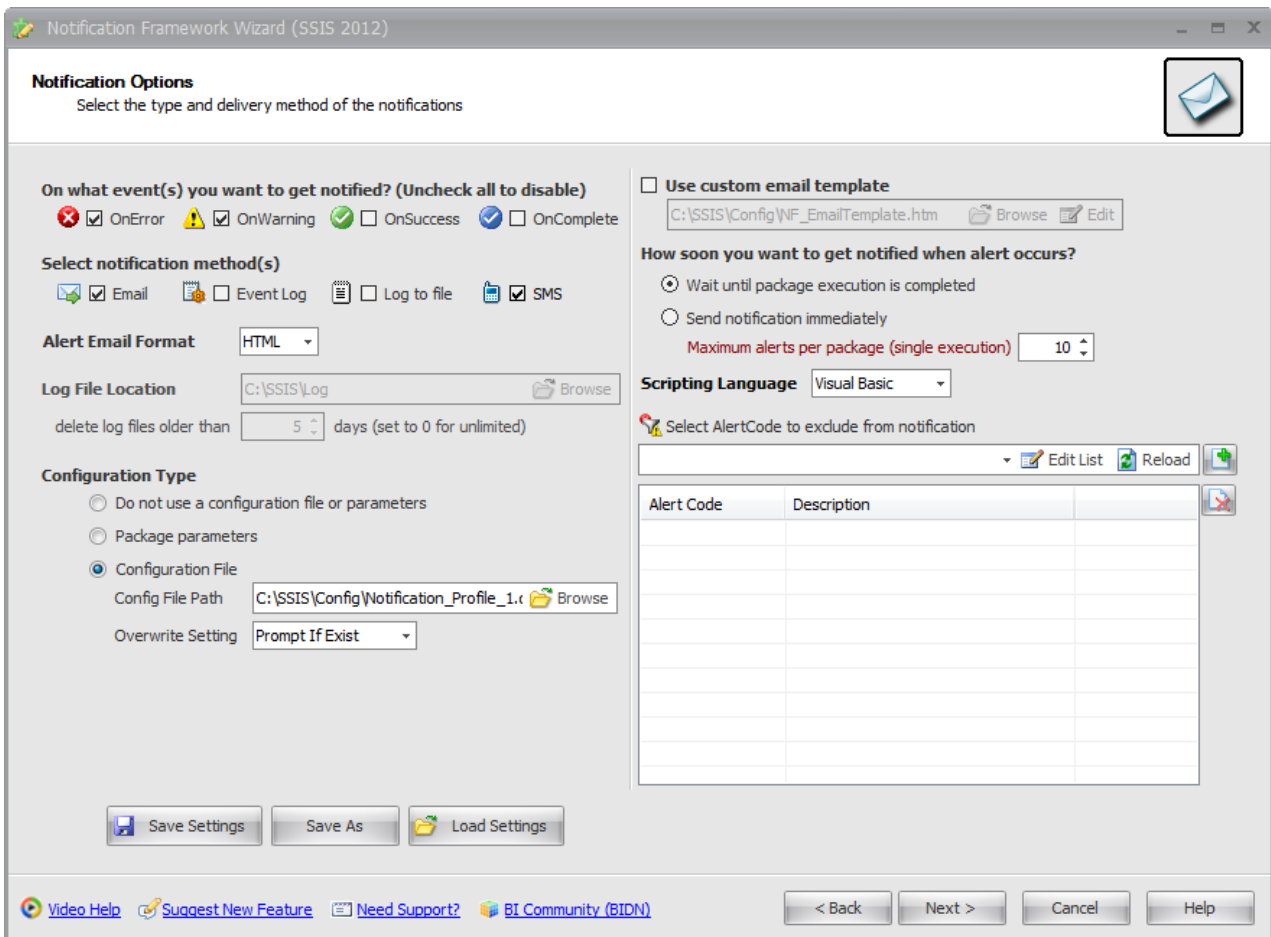 Notification Framework Wizard (SSIS 2012)
Notification Options
Select the type and delivery method of the notifications
On what event(s) you want to get notified? (Uncheck all to disable)
OnError OnWarning OnSuccess OnComplete
Select notification method(s)
Email Event Log Log to file SMS
Alert Email Format HTML
Log File Location C:\SSIS\Log Browse
delete log files older than 5 days (set to 0 for unlimited)
Configuration Type
Do not use a configuration file or parameters
Package parameters
Configuration File
Config File Path C:\SSIS\Config\Notification_Profile_1.c Browse
Overwrite Setting Prompt If Exist
Use custom email template
C:\SSIS\Config\NF_EmailTemplate.htm Browse Edit
How soon you want to get notified when alert occurs?
Wait until package execution is completed
Send notification immediately
Maximum alerts per package (single execution) 10
Scripting Language Visual Basic
Select AlertCode to exclude from notification
Edit List Reload
Alert Code Description
Save Settings Save As Load Settings
Video Help Suggest New Feature Need Support? BI Community (BIDN)
< Back Next > Cancel Help